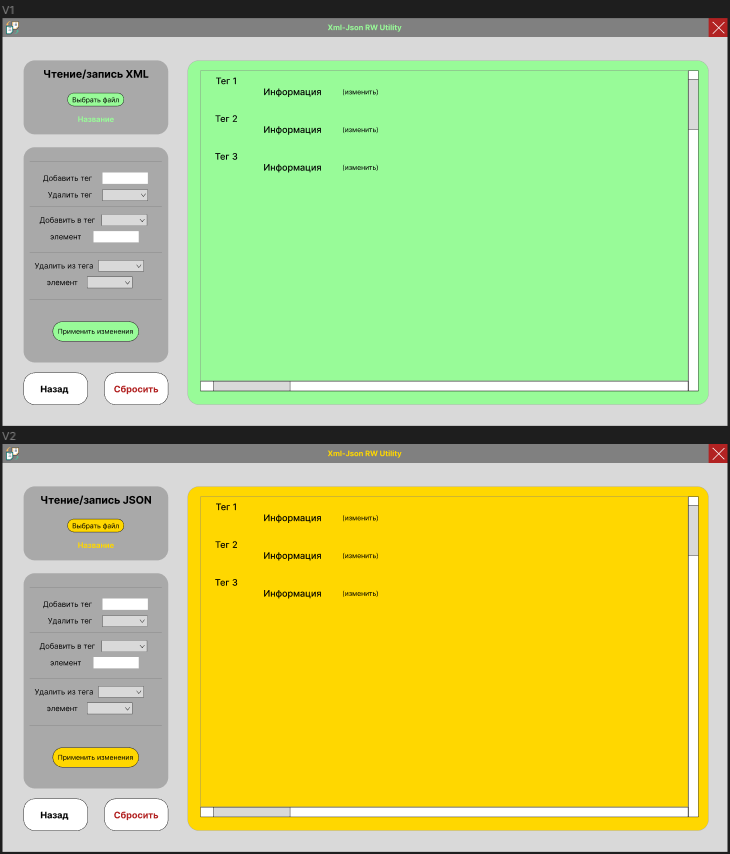 V1
Xml-Json RW Utility
Чтение/запись XML
Выбрать файл
Название
Добавить тег
Удалить тег
Добавить в тег
элемент
Удалить из тега
элемент
Применить изменения
Назад
Сбросить
Тег 1
Информация (изменить)
Тег 2
Информация (изменить)
Тег 3
Информация (изменить)
V2
Xml-Json RW Utility
Чтение/запись JSON
Выбрать файл
Название
Добавить тег
Удалить тег
Добавить в тег
элемент
Удалить из тега
элемент
Применить изменения
Назад
Сбросить
Тег 1
Информация (изменить)
Тег 2
Информация (изменить)
Тег 3
Информация (изменить)